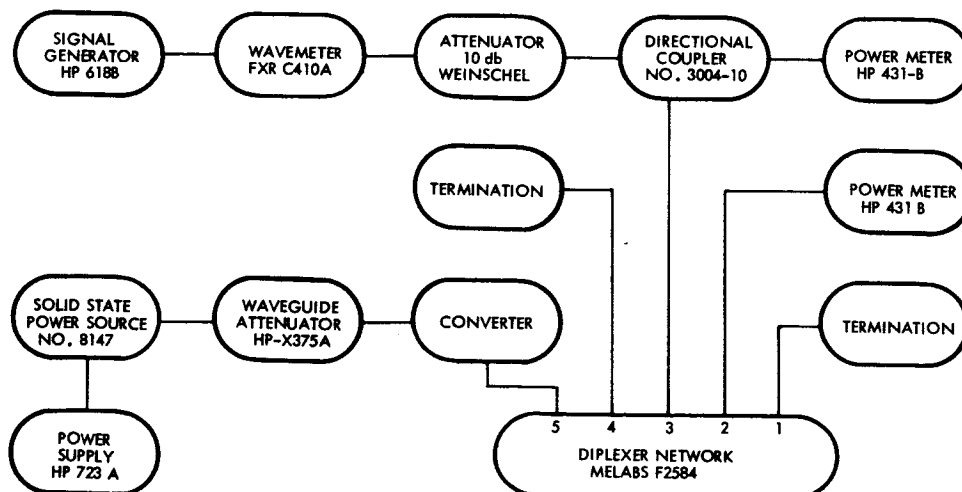 SIGNAL
GENERATOR
HP 618B
WAVEMETER
FXR C410A
ATTENUATOR
10 db
WEINSCHEL
DIRECTIONAL
COUPLER
NO. 3004-10
POWER METER
HP 431-B
TERMINATION
POWER METER
HP 431 B
SOLID STATE
POWER SOURCE
NO. 8147
WAVEGUIDE
ATTENUATOR
HP-X375A
CONVERTER
TERMINATION
POWER
SUPPLY
HP 723 A
5 4 3 2 1
DIPLEXER NETWORK
MELABS F2584